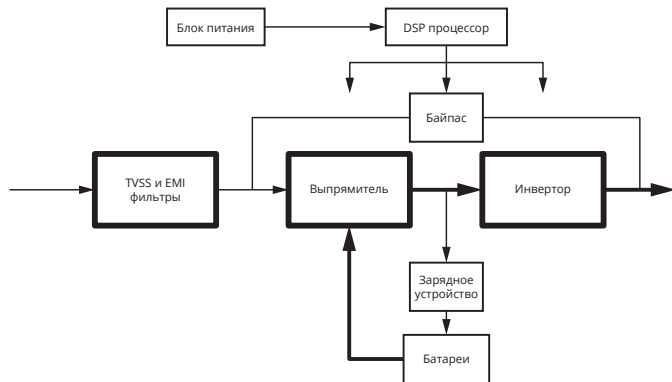 Блок питания
DSP процессор
Байпас
TVSS и EMI
фильтры
Выпрямитель
Инвертор
Зарядное
устройство
Батареи